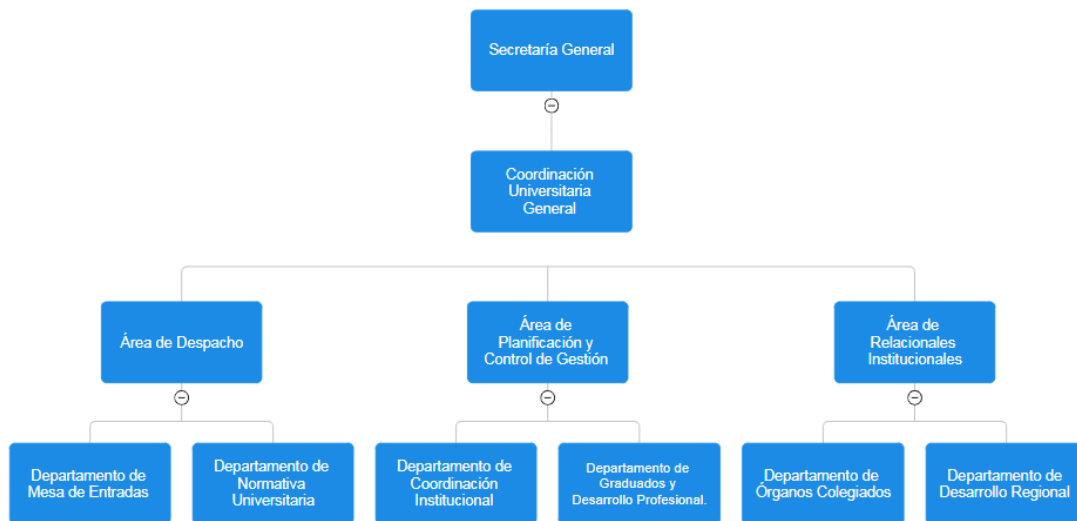 Secretaría General
Coordinación
Universitaria
General
Área de Despacho
Área de
Planificación y
Control de Gestión
Área de
Relacionales
Institucionales
Departamento de
Mesa de Entradas
Departamento de
Normativa
Universitaria
Departamento de
Coordinación
Institucional
Departamento de
Graduados y
Desarrollo Profesional.
Departamento de
Órganos Colegiados
Departamento de
Desarrollo Regional